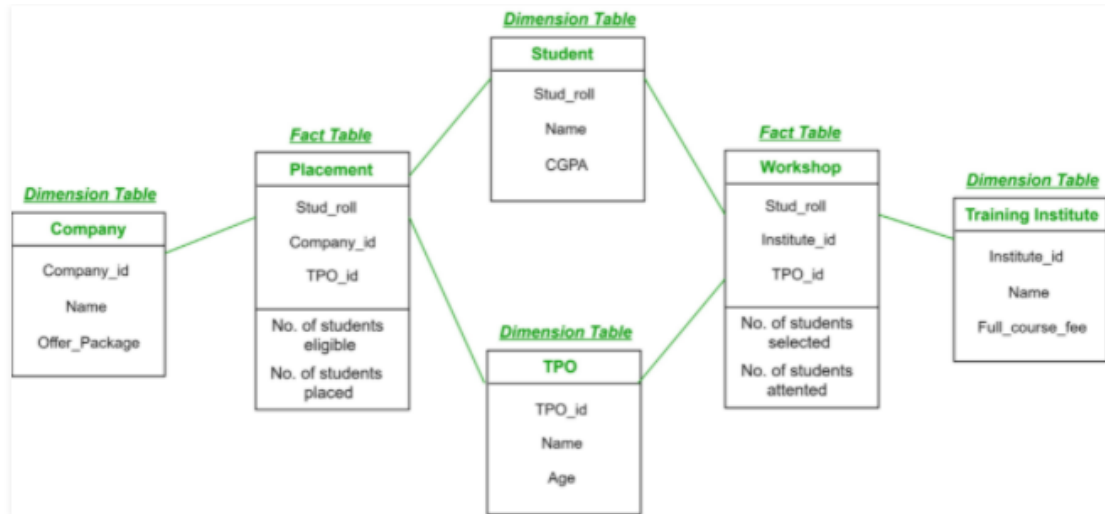 Dimension Table
Company
Company_id
Name
Offer_Package
Fact Table
Placement
Stud_roll
Company_id
TPO_id
No. of students
eligible
No. of students
placed
Dimension Table
Student
Stud_roll
Name
CGPA
Dimension Table
TPO
TPO_id
Name
Age
Fact Table
Workshop
Stud_roll
Institute_id
TPO_id
No. of students
selected
No. of students
attented
Dimension Table
Training Institute
Institute_id
Name
Full_course_fee